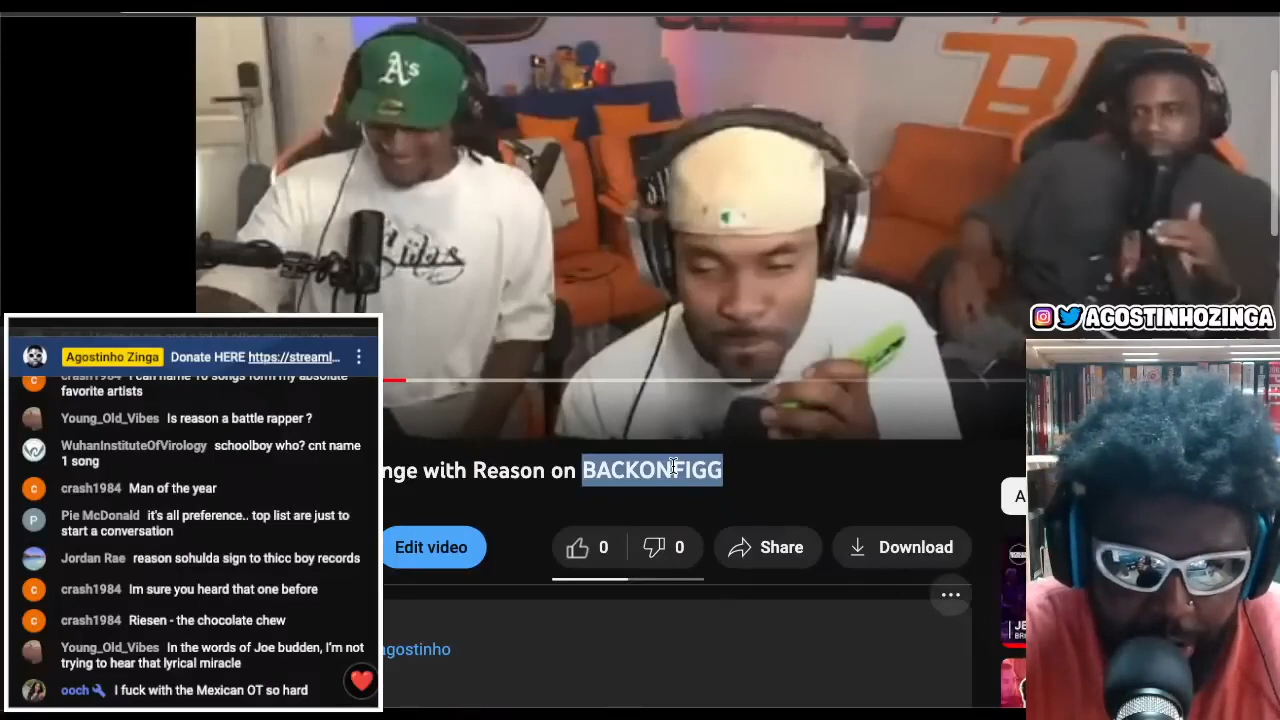 A's
AGOSTINHOZINGA
Agostinho Zinga Donate HERE https://streaml...
crash1984 I can name 10 songs form my absolute
favorite artists
Young_Old_Vibes Is reason a battle rapper ?
WuhanInstituteOfVirology schoolboy who? cnt name
1 song
crash1984 Man of the year
Pie McDonald it's all preference.. top list are just to
start a conversation
Jordan Rae reason sohulda sign to thicc boy records
crash1984 Im sure you heard that one before
crash1984 Riesen - the chocolate chew
Young_Old_Vibes In the words of Joe budden, I'm not
trying to hear that lyrical miracle
ooch I fuck with the Mexican OT so hard
nge with Reason on BACKONFIGG
Edit video
0
0
Share
Download
agostinho
A
JE